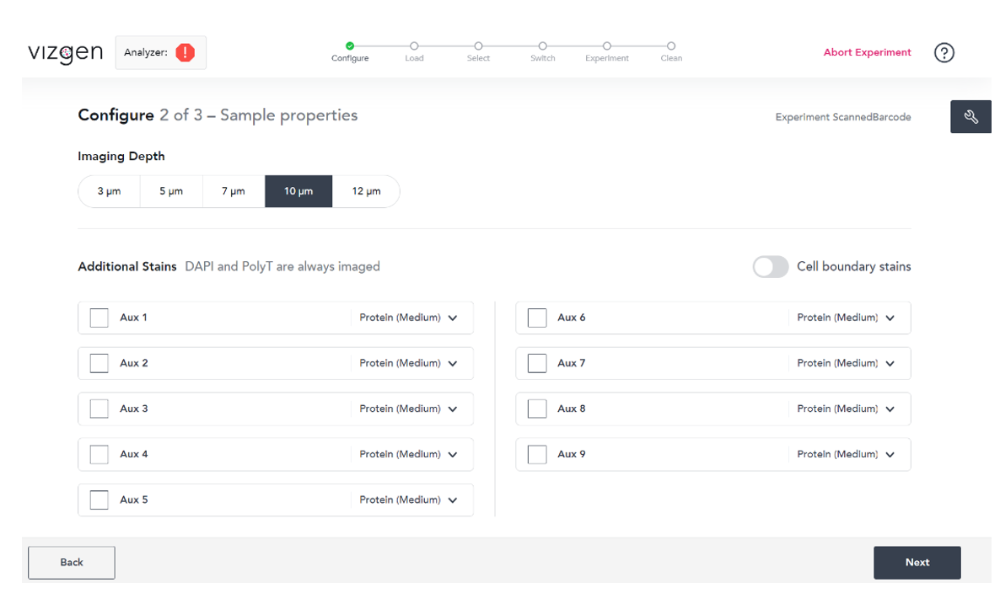 vizgen
Analyzer:
Configure Load Select Switch Experiment Clean
Abort Experiment
Configure 2 of 3 – Sample properties
Experiment ScannedBarcode
Imaging Depth
3 µm 5 µm 7 µm 10 µm 12 µm
Additional Stains DAPI and PolyT are always imaged
Cell boundary stains
Aux 1 Protein (Medium)
Aux 2 Protein (Medium)
Aux 3 Protein (Medium)
Aux 4 Protein (Medium)
Aux 5 Protein (Medium)
Aux 6 Protein (Medium)
Aux 7 Protein (Medium)
Aux 8 Protein (Medium)
Aux 9 Protein (Medium)
Back
Next